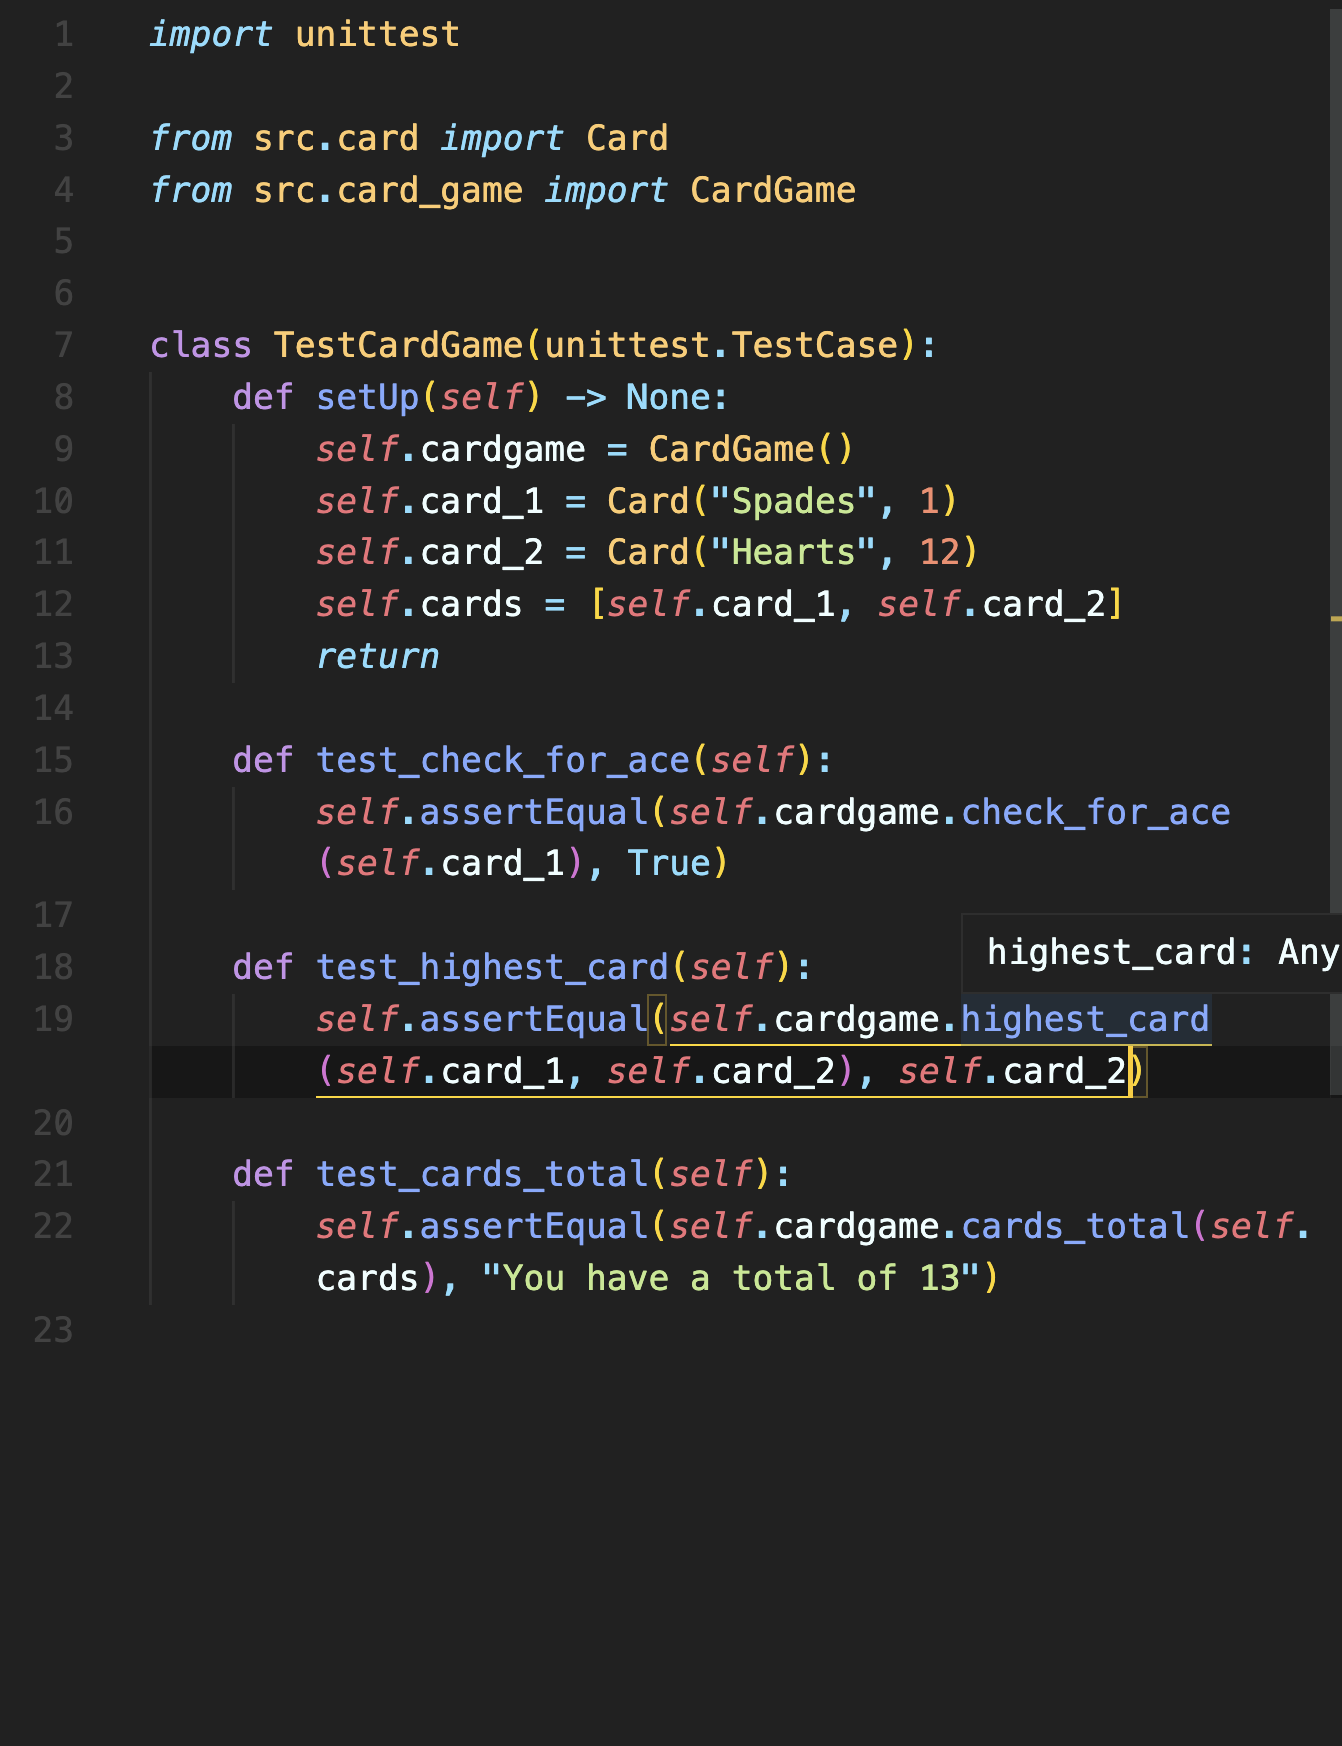 1 import unittest
2
3 from src.card import Card
4 from src.card_game import CardGame
5
6
7 class TestCardGame(unittest.TestCase):
8 def setUp(self) -> None:
9 self.cardgame = CardGame()
10 self.card_1 = Card("Spades", 1)
11 self.card_2 = Card("Hearts", 12)
12 self.cards = [self.card_1, self.card_2]
13 return
14
15 def test_check_for_ace(self):
16 self.assertEqual(self.cardgame.check_for_ace
(self.card_1), True)
17
highest_card: Any
18 def test_highest_card(self):
19 self.assertEqual(self.cardgame.highest_card
(self.card_1, self.card_2), self.card_2)
20
21 def test_cards_total(self):
22 self.assertEqual(self.cardgame.cards_total(self.
cards), "You have a total of 13")
23